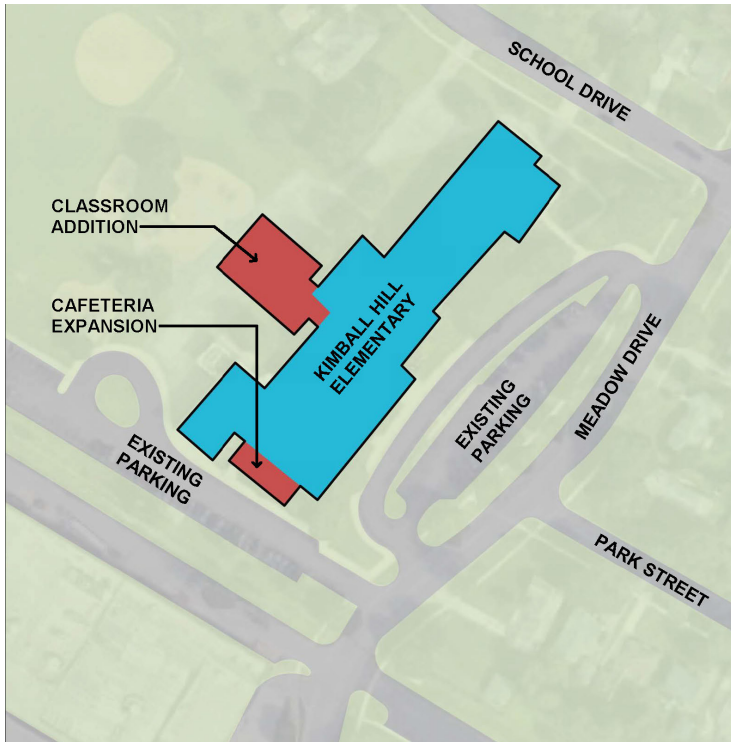 SCHOOL DRIVE
CLASSROOM
ADDITION
CAFETERIA
EXPANSION
KIMBALL HILL
ELEMENTARY
EXISTING
PARKING
MEADOW DRIVE
EXISTING
PARKING
PARK STREET